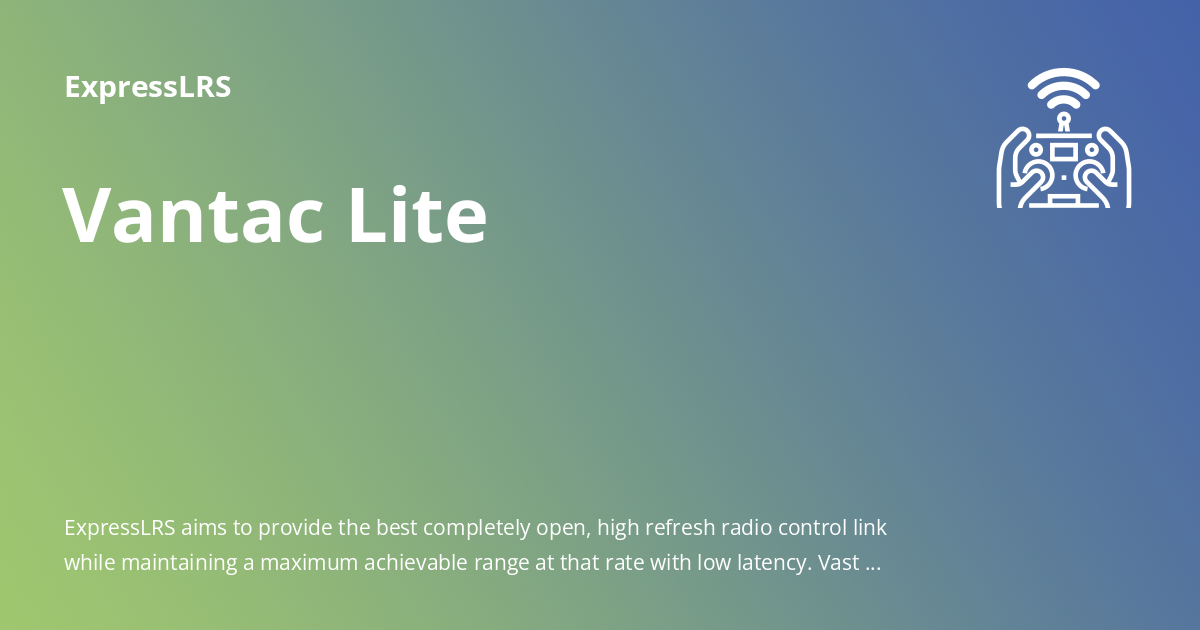 ExpressLRS
Vantac Lite
ExpressLRS aims to provide the best completely open, high refresh radio control link
while maintaining a maximum achievable range at that rate with low latency. Vast ...